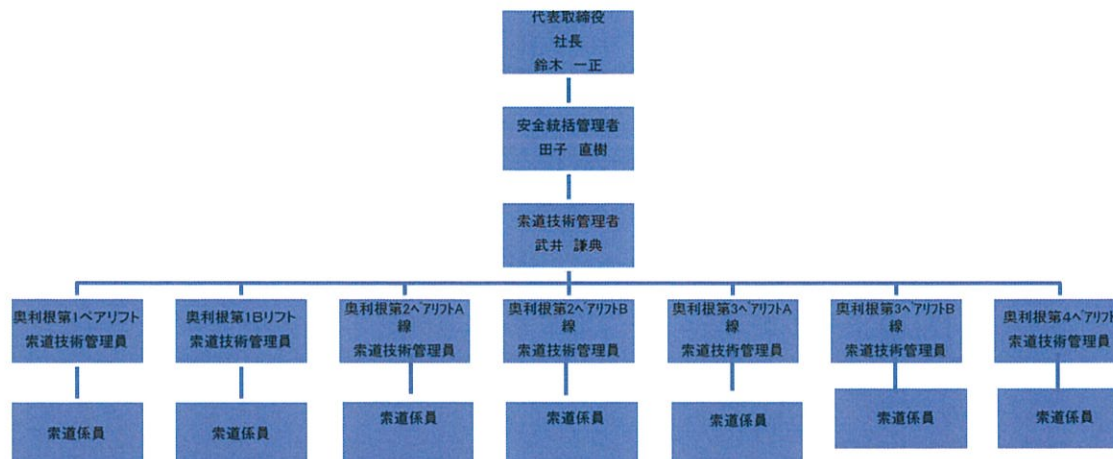 代表取締役
社長
鈴木 一正
安全統括管理者
田子 直樹
索道技術管理者
武井 謙典
奥利根第1ペアリフト
索道技術管理員
奥利根第1Bリフト
索道技術管理員
奥利根第2ペアリフトA
線
索道技術管理員
奥利根第2ペアリフトB
線
索道技術管理員
奥利根第3ペアリフトA
線
索道技術管理員
奥利根第3ペアリフトB
線
索道技術管理員
奥利根第4ペアリフト
索道技術管理員
索道係員
索道係員
索道係員
索道係員
索道係員
索道係員
索道係員